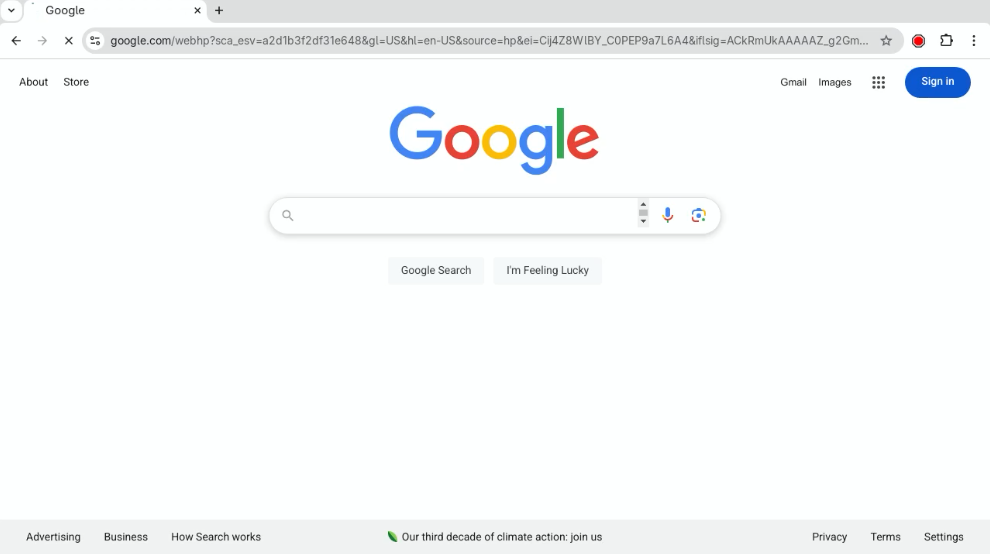 Google
google.com/webhp?sca_esv=a2d1b3f2df31e648&gl=US&hl=en-US&source=hp&ei=Cij4Z8WIBY_C0PEP9a7L6A4&iflsig=ACkRmUkAAAAAZ_g2Gm...
About Store Gmail Images Sign in
Google
Google Search I'm Feeling Lucky
Advertising Business How Search works Our third decade of climate action: join us Privacy Terms Settings